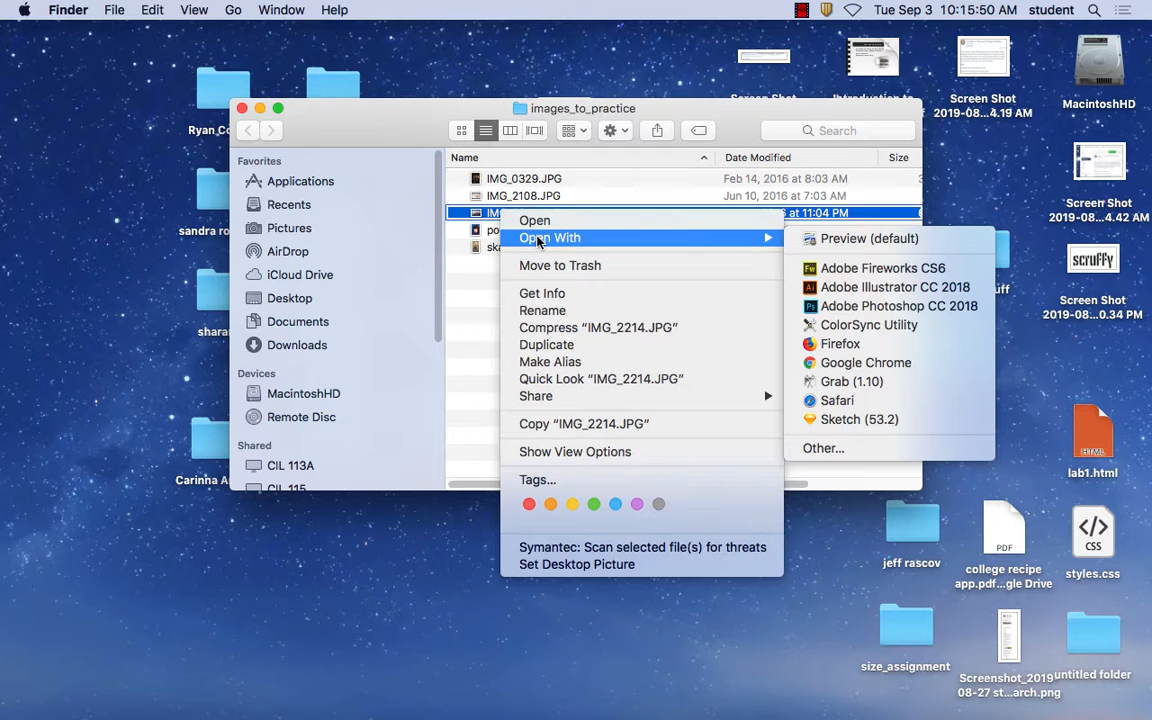 Finder File Edit View Go Window Help Tue Sep 3 10:15:50 AM student
Screen Shot
2019-08...4.19 AM
MacintoshHD
Screen Shot
2019-08...4.42 AM
scruffy
Screen Shot
0.34 PM
Ryan Co
sandra ro
shara
Carinna A
images_to_practice
Search
Favorites
Applications
Recents
Pictures
AirDrop
iCloud Drive
Desktop
Documents
Downloads
Devices
MacintoshHD
Remote Disc
Shared
CIL 113A
CIL 115
Name Date Modified Size
IMG_0329.JPG Feb 14, 2016 at 8:03 AM
IMG_2108.JPG Jun 10, 2016 at 7:03 AM
at 11:04 PM
po
ska
Open
Open With
Move to Trash
Get Info
Rename
Compress “IMG_2214.JPG”
Duplicate
Make Alias
Quick Look “IMG_2214.JPG”
Share
Copy “IMG_2214.JPG”
Show View Options
Tags...
Symantec: Scan selected file(s) for threats
Set Desktop Picture
Preview (default)
Adobe Fireworks CS6
Adobe Illustrator CC 2018
Adobe Photoshop CC 2018
ColorSync Utility
Firefox
Google Chrome
Grab (1.10)
Safari
Sketch (53.2)
Other...
HTML
lab1.html
jeff rascov
PDF
college recipe
app.pdf...gle Drive
CSS
styles.css
size_assignment
Screenshot_2019
08-27 st...arch.png
untitled folder